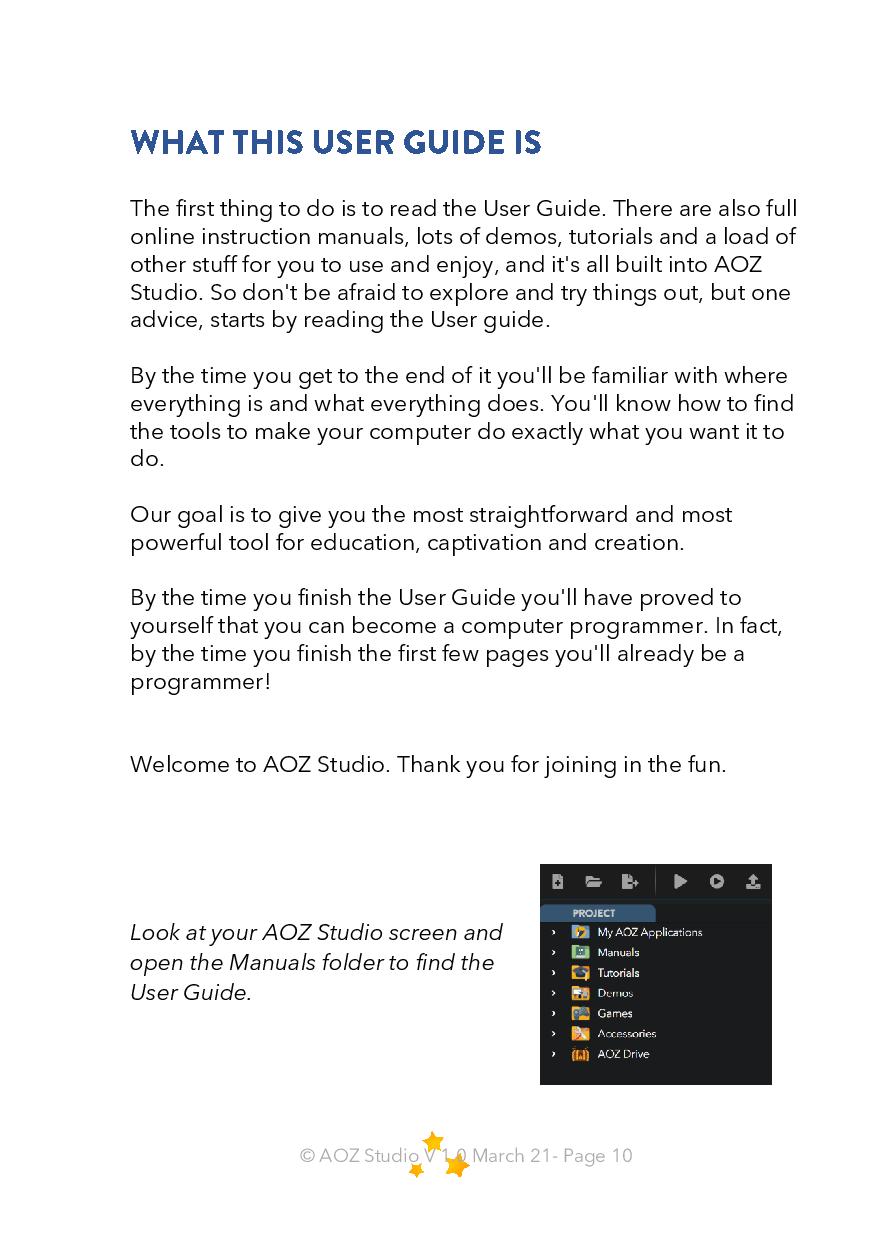 WHAT THIS USER GUIDE IS
The first thing to do is to read the User Guide. There are also full
online instruction manuals, lots of demos, tutorials and a load of
other stuff for you to use and enjoy, and it's all built into AOZ
Studio. So don't be afraid to explore and try things out, but one
advice, starts by reading the User guide.
By the time you get to the end of it you'll be familiar with where
everything is and what everything does. You'll know how to find
the tools to make your computer do exactly what you want it to
do.
Our goal is to give you the most straightforward and most
powerful tool for education, captivation and creation.
By the time you finish the User Guide you'll have proved to
yourself that you can become a computer programmer. In fact,
by the time you finish the first few pages you'll already be a
programmer!
Welcome to AOZ Studio. Thank you for joining in the fun.
Look at your AOZ Studio screen and
open the Manuals folder to find the
User Guide.
PROJECT
My AOZ Applications
Manuals
Tutorials
Demos
Games
Accessories
AOZ Drive
© AOZ Studio V 1.0 March 21- Page 10